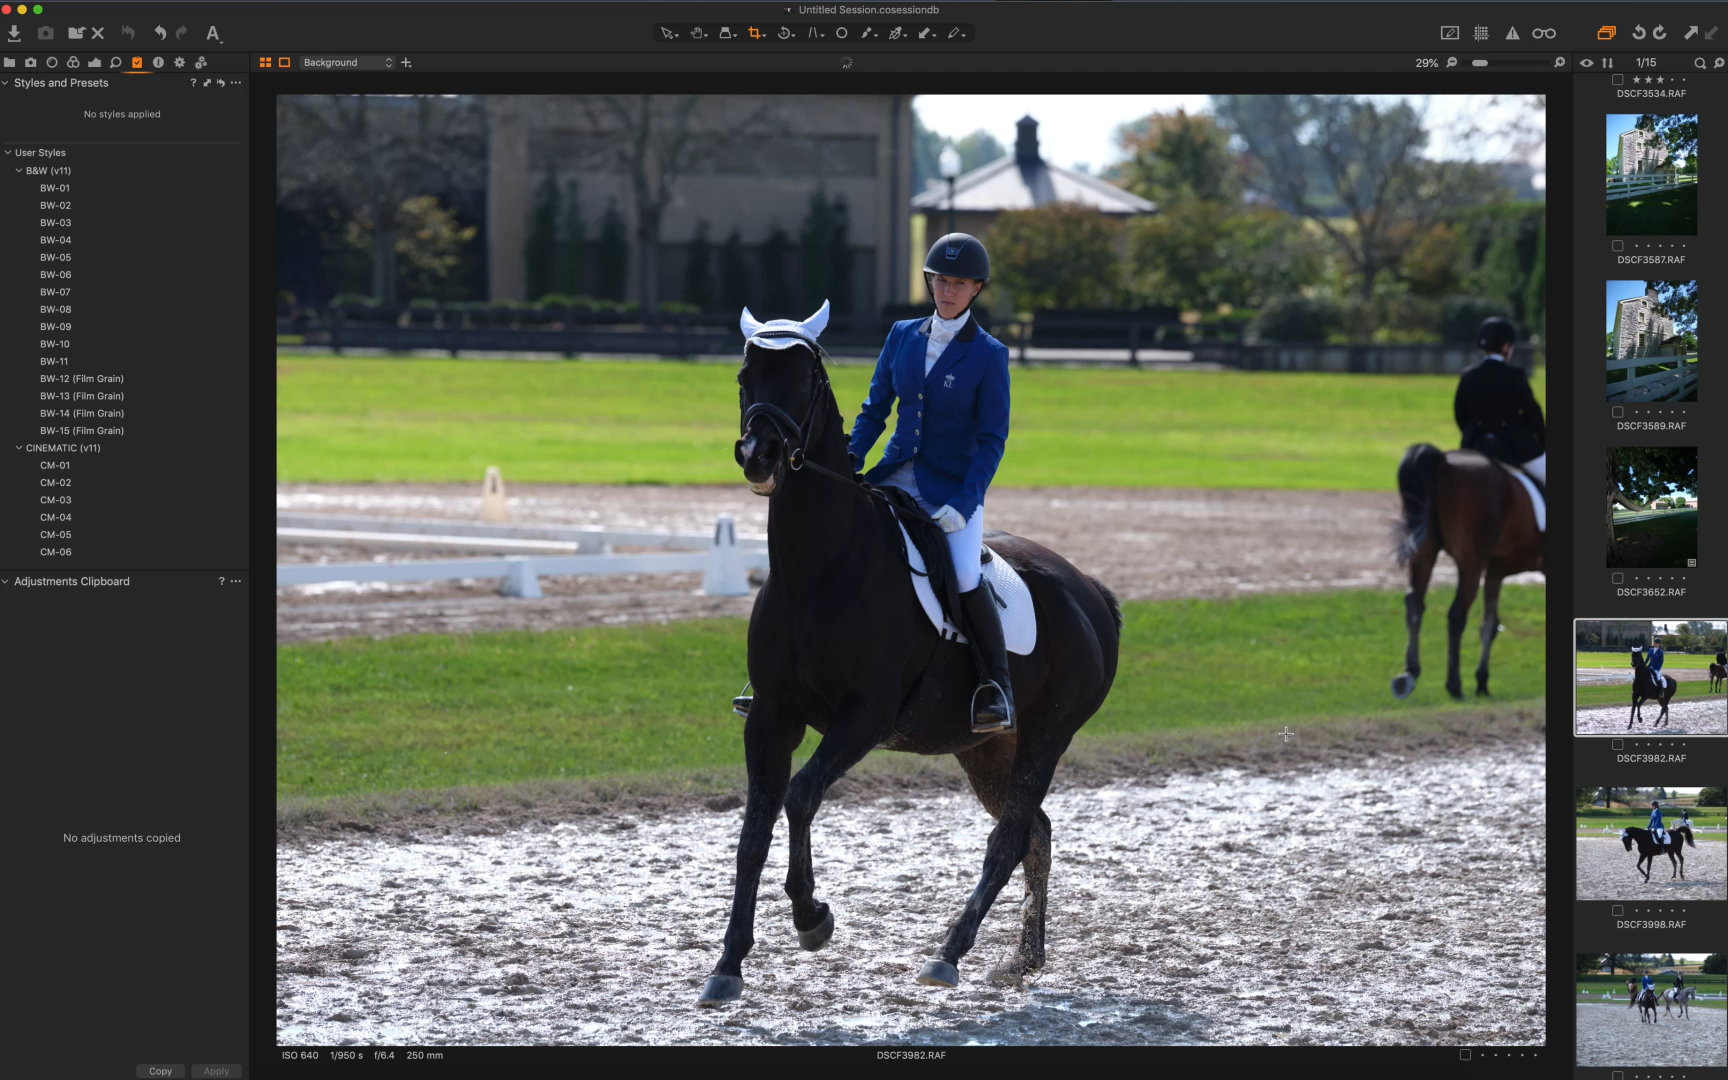 Untitled Session.cosessiondb
A
Background
29%
1/15
Styles and Presets
?
No styles applied
User Styles
B&W (v11)
BW-01
BW-02
BW-03
BW-04
BW-05
BW-06
BW-07
BW-08
BW-09
BW-10
BW-11
BW-12 (Film Grain)
BW-13 (Film Grain)
BW-14 (Film Grain)
BW-15 (Film Grain)
CINEMATIC (v11)
CM-01
CM-02
CM-03
CM-04
CM-05
CM-06
Adjustments Clipboard
?
No adjustments copied
Copy
Apply
KL
ISO 640 1/950 s f/6.4 250 mm
DSCF3982.RAF
DSCF3534.RAF
DSCF3587.RAF
DSCF3589.RAF
DSCF3652.RAF
DSCF3982.RAF
DSCF3998.RAF